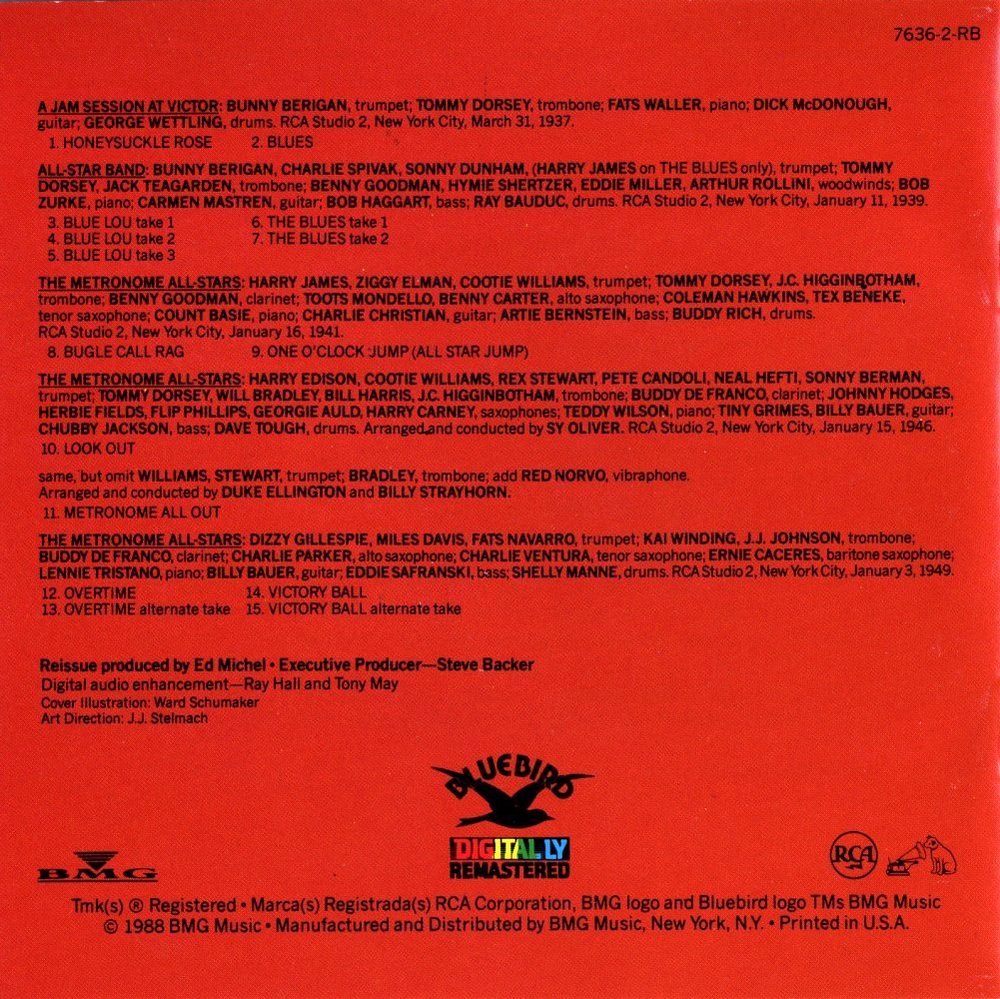 7636-2-RB
A JAM SESSION AT VICTOR: BUNNY BERIGAN, trumpet; TOMMY DORSEY, trombone; FATS WALLER, piano; DICK McDONOUGH,
guitar; GEORGE WETTLING, drums. RCA Studio 2, New York City, March 31, 1937.
1. HONEYSUCKLE ROSE 2. BLUES
ALL-STAR BAND: BUNNY BERIGAN, CHARLIE SPIVAK, SONNY DUNHAM, (HARRY JAMES on THE BLUES only), trumpet; TOMMY
DORSEY, JACK TEAGARDEN, trombone; BENNY GOODMAN, HYMIE SHERTZER, EDDIE MILLER, ARTHUR ROLLINI, woodwinds; BOB
ZURKE, piano; CARMEN MASTREN, guitar; BOB HAGGART, bass; RAY BAUDUC, drums. RCA Studio 2, New York City, January 11, 1939.
3. BLUE LOU take 1 6. THE BLUES take 1
4. BLUE LOU take 2 7. THE BLUES take 2
5. BLUE LOU take 3
THE METRONOME ALL-STARS: HARRY JAMES, ZIGGY ELMAN, COOTIE WILLIAMS, trumpet; TOMMY DORSEY, J.C. HIGGINBOTHAM,
trombone; BENNY GOODMAN, clarinet; TOOTS MONDELLO, BENNY CARTER, alto saxophone; COLEMAN HAWKINS, TEX BENEKE,
tenor saxophone; COUNT BASIE, piano; CHARLIE CHRISTIAN, guitar; ARTIE BERNSTEIN, bass; BUDDY RICH, drums.
RCA Studio 2, New York City, January 16, 1941.
8. BUGLE CALL RAG 9. ONE O'CLOCK JUMP (ALL STAR JUMP)
THE METRONOME ALL-STARS: HARRY EDISON, COOTIE WILLIAMS, REX STEWART, PETE CANDOLI, NEAL HEFTI, SONNY BERMAN,
trumpet; TOMMY DORSEY, WILL BRADLEY, BILL HARRIS, J.C. HIGGINBOTHAM, trombone; BUDDY DE FRANCO, clarinet; JOHNNY HODGES,
HERBIE FIELDS, FLIP PHILLIPS, GEORGIE AULD, HARRY CARNEY, saxophones; TEDDY WILSON, piano; TINY GRIMES, BILLY BAUER, guitar;
CHUBBY JACKSON, bass; DAVE TOUGH, drums. Arranged and conducted by SY OLIVER. RCA Studio 2, New York City, January 15, 1946.
10. LOOK OUT
same, but omit WILLIAMS, STEWART, trumpet; BRADLEY, trombone; add RED NORVO, vibraphone.
Arranged and conducted by DUKE ELLINGTON and BILLY STRAYHORN.
11. METRONOME ALL OUT
THE METRONOME ALL-STARS: DIZZY GILLESPIE, MILES DAVIS, FATS NAVARRO, trumpet; KAI WINDING, J.J. JOHNSON, trombone;
BUDDY DE FRANCO, clarinet; CHARLIE PARKER, alto saxophone; CHARLIE VENTURA, tenor saxophone; ERNIE CACERES, baritone saxophone;
LENNIE TRISTANO, piano; BILLY BAUER, guitar; EDDIE SAFRANSKI, bass; SHELLY MANNE, drums. RCA Studio 2, New York City, January 3, 1949.
12. OVERTIME 14. VICTORY BALL
13. OVERTIME alternate take 15. VICTORY BALL alternate take
Reissue produced by Ed Michel • Executive Producer—Steve Backer
Digital audio enhancement—Ray Hall and Tony May
Cover Illustration: Ward Schumaker
Art Direction: J.J. Stelmach
BLUEBIRD
DIGITALLY
REMASTERED
BMG
RCA
Tmk(s) ® Registered • Marca(s) Registrada(s) RCA Corporation, BMG logo and Bluebird logo TMs BMG Music
© 1988 BMG Music • Manufactured and Distributed by BMG Music, New York, N.Y. • Printed in U.S.A.